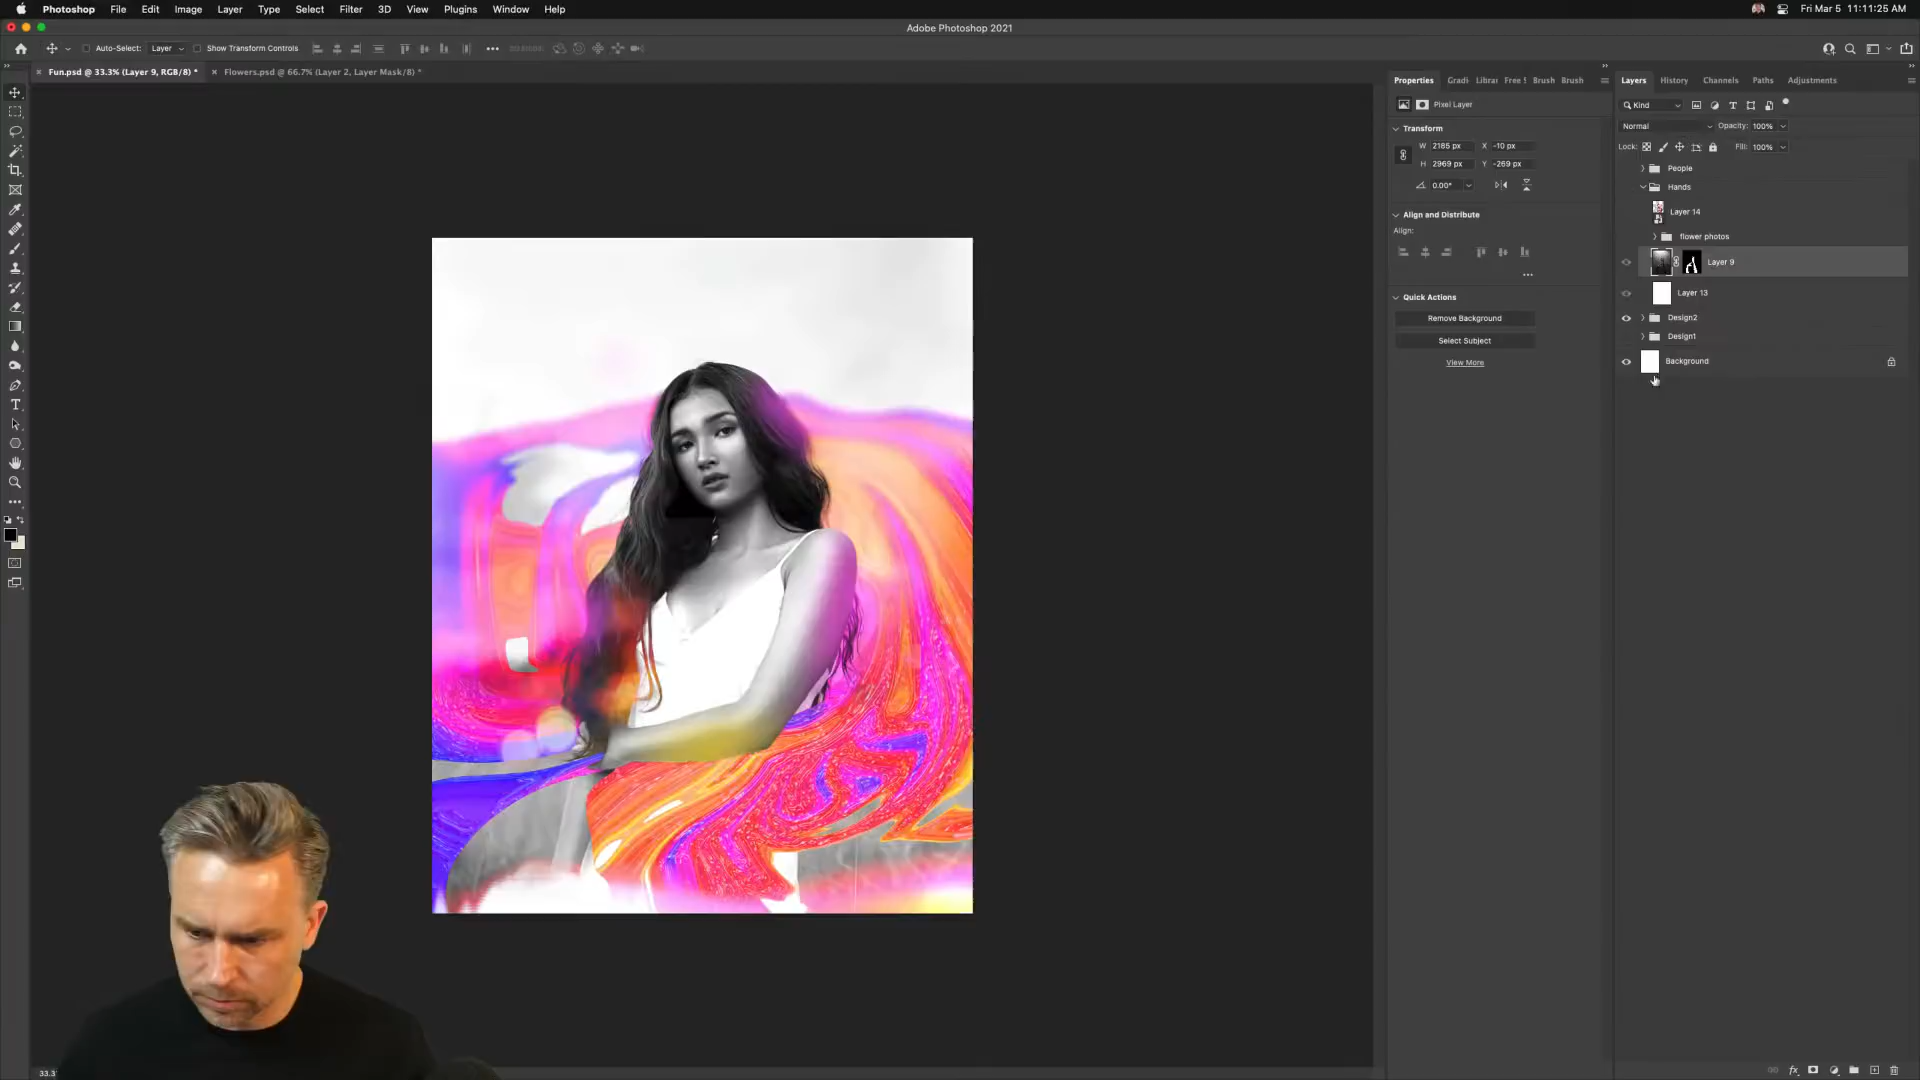 Photoshop File Edit Image Layer Type Select Filter 3D View Plugins Window Help Fri Mar 5 11:11:25 AM
Adobe Photoshop 2021
Auto-Select: Layer Show Transform Controls
Fun.psd @ 33.3% (Layer 9, RGB/8) * Flowers.psd @ 66.7% (Layer 2, Layer Mask/8) *
Properties Gradi Librar Free S Brush Brush
Pixel Layer
Transform
W 2185 px X -10 px
H 2969 px Y -269 px
0.00°
Align and Distribute
Align:
Quick Actions
Remove Background
Select Subject
View More
Layers History Channels Paths Adjustments
Kind
Normal Opacity: 100%
Lock: Fill: 100%
People
Hands
Layer 14
flower photos
Layer 9
Layer 13
Design2
Design1
Background
33.3